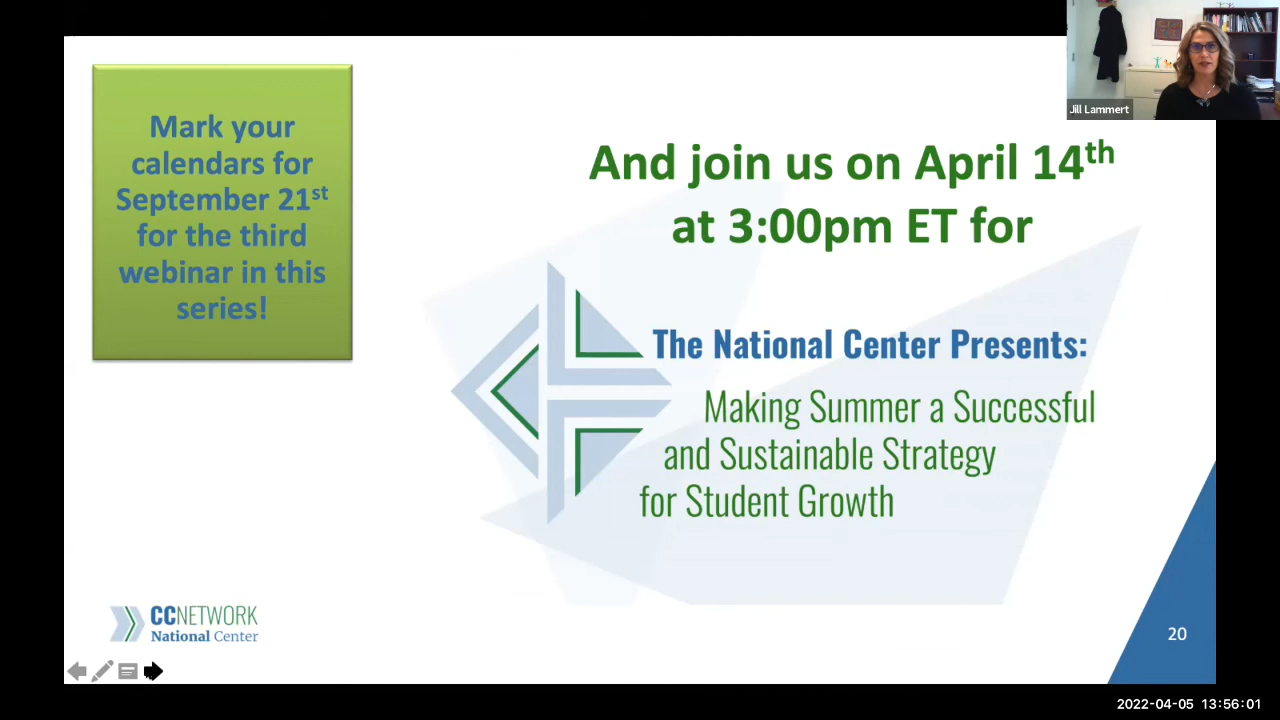 Mark your
calendars for
September 21st
for the third
webinar in this
series!
And join us on April 14th
at 3:00pm ET for
The National Center Presents:
Making Summer a Successful
and Sustainable Strategy
for Student Growth
Jill Lammert
CCNETWORK
National Center
20
2022-04-05 13:56:01